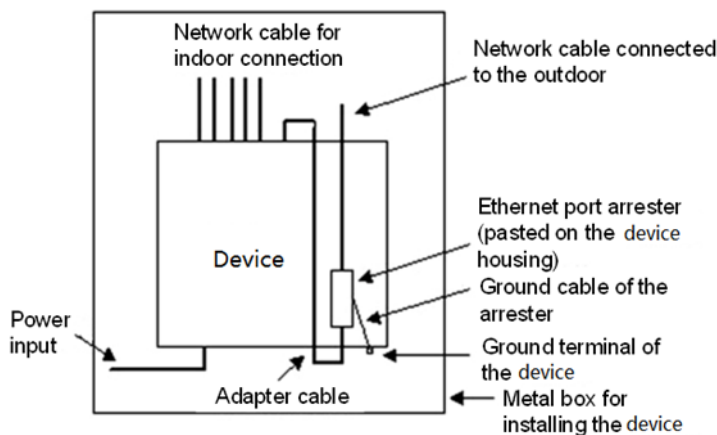 Network cable for
indoor connection
Network cable connected
to the outdoor
Ethernet port arrester
(pasted on the device
housing)
Device
Ground cable of the
arrester
Power
input
Adapter cable
Ground terminal of
the device
Metal box for
installing the device